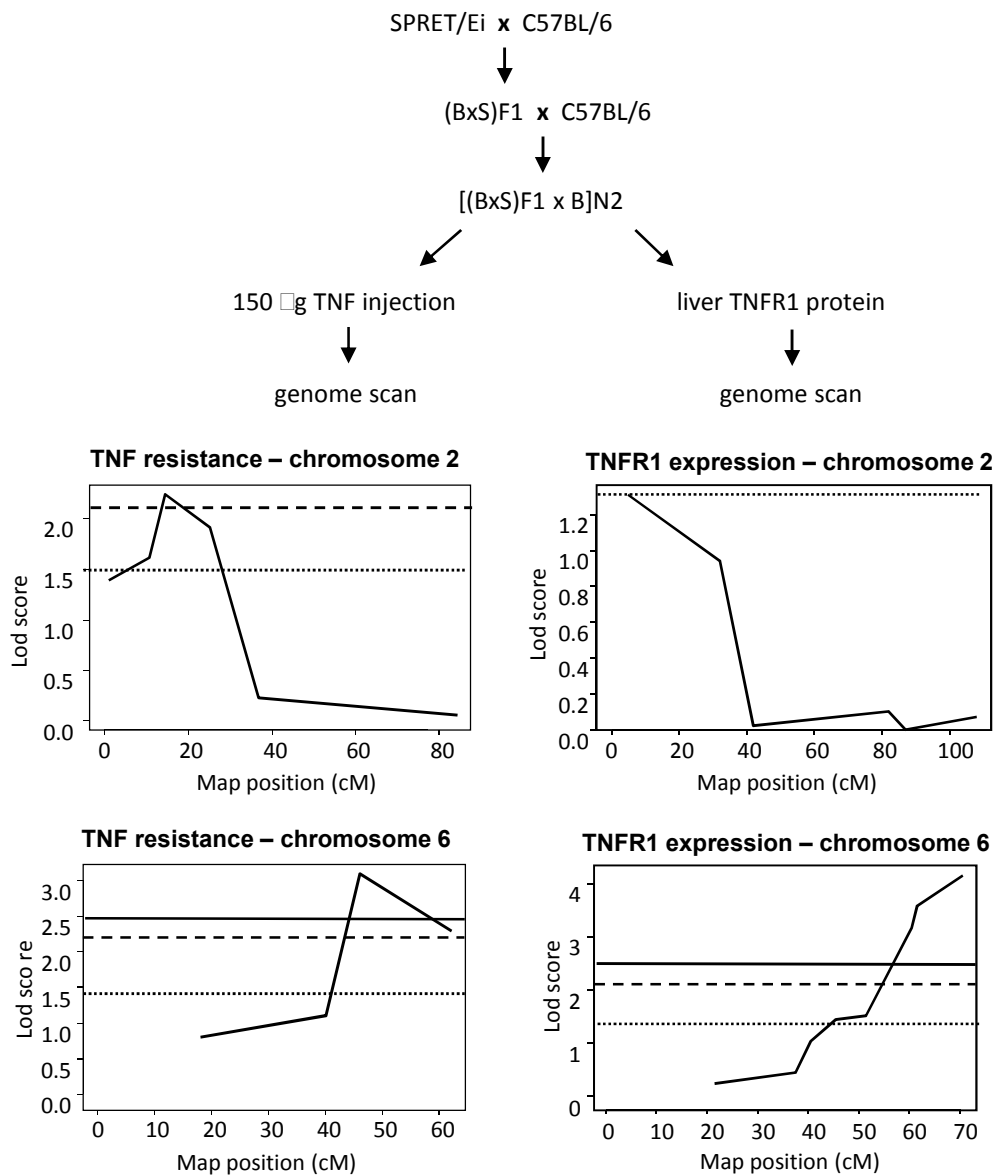 SPRET/Ei x C57BL/6
(BxS)F1 x C57BL/6
[(BxS)F1 x B]N2
150 □g TNF injection
liver TNFR1 protein
genome scan
genome scan
TNF resistance – chromosome 2
TNFR1 expression – chromosome 2
2.0
1.5
1.0
0.5
0.0
Lod score
0 20 40 60 80
Map position (cM)
1.2
1.0
0.8
0.6
0.4
0.2
0.0
Lod score
0 20 40 60 80 100
Map position (cM)
TNF resistance – chromosome 6
TNFR1 expression – chromosome 6
3.0
2.5
2.0
1.5
1.0
0.5
0.0
Lod sco re
0 10 20 30 40 50 60
Map position (cM)
4
3
2
1
0
Lod score
0 10 20 30 40 50 60 70
Map position (cM)